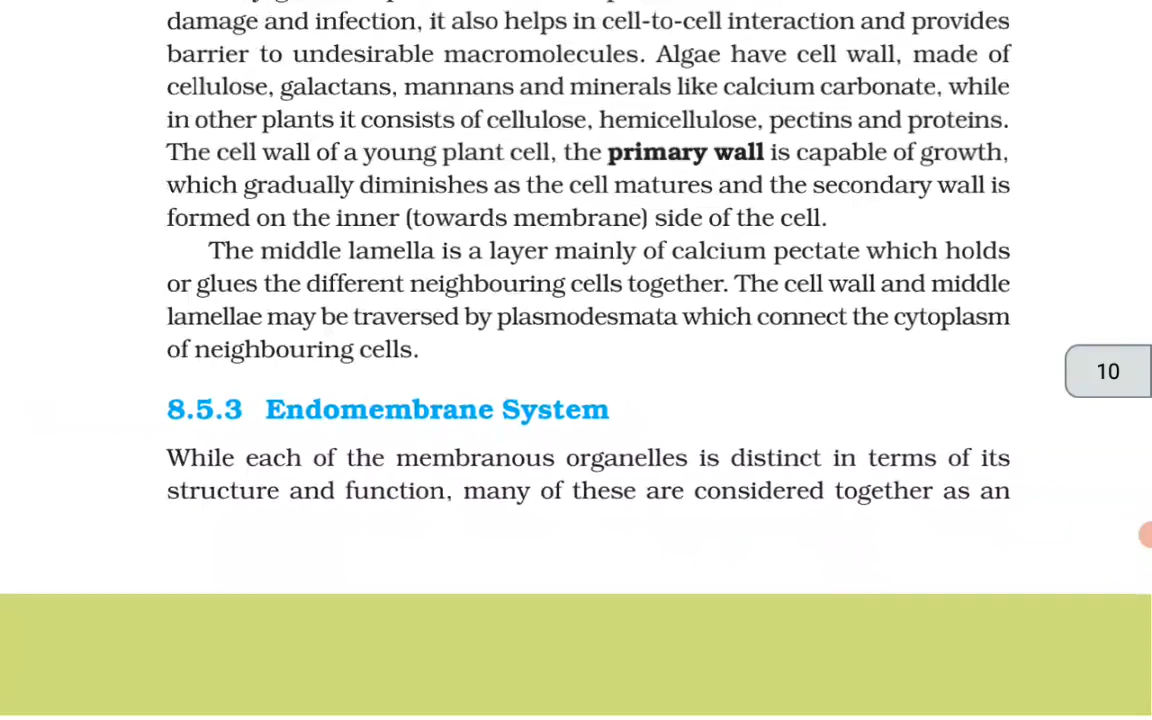 damage and infection, it also helps in cell-to-cell interaction and provides
barrier to undesirable macromolecules. Algae have cell wall, made of
cellulose, galactans, mannans and minerals like calcium carbonate, while
in other plants it consists of cellulose, hemicellulose, pectins and proteins.
The cell wall of a young plant cell, the primary wall is capable of growth,
which gradually diminishes as the cell matures and the secondary wall is
formed on the inner (towards membrane) side of the cell.
The middle lamella is a layer mainly of calcium pectate which holds
or glues the different neighbouring cells together. The cell wall and middle
lamellae may be traversed by plasmodesmata which connect the cytoplasm
of neighbouring cells.
10
8.5.3 Endomembrane System
While each of the membranous organelles is distinct in terms of its
structure and function, many of these are considered together as an